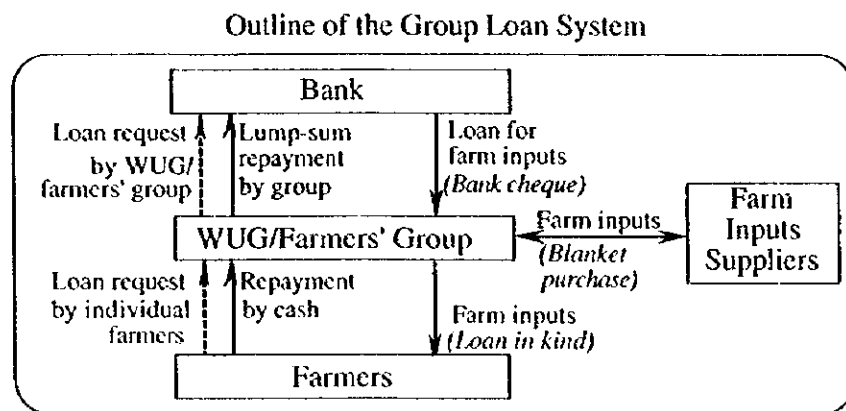 Outline of the Group Loan System
Bank
Loan request
by WUG/
farmers' group
Lump-sum
repayment
by group
Loan for
farm inputs
(Bank cheque)
WUG/Farmers' Group
Farm inputs
(Blanket
purchase)
Farm
Inputs
Suppliers
Loan request
by individual
farmers
Repayment
by cash
Farm inputs
(Loan in kind)
Farmers